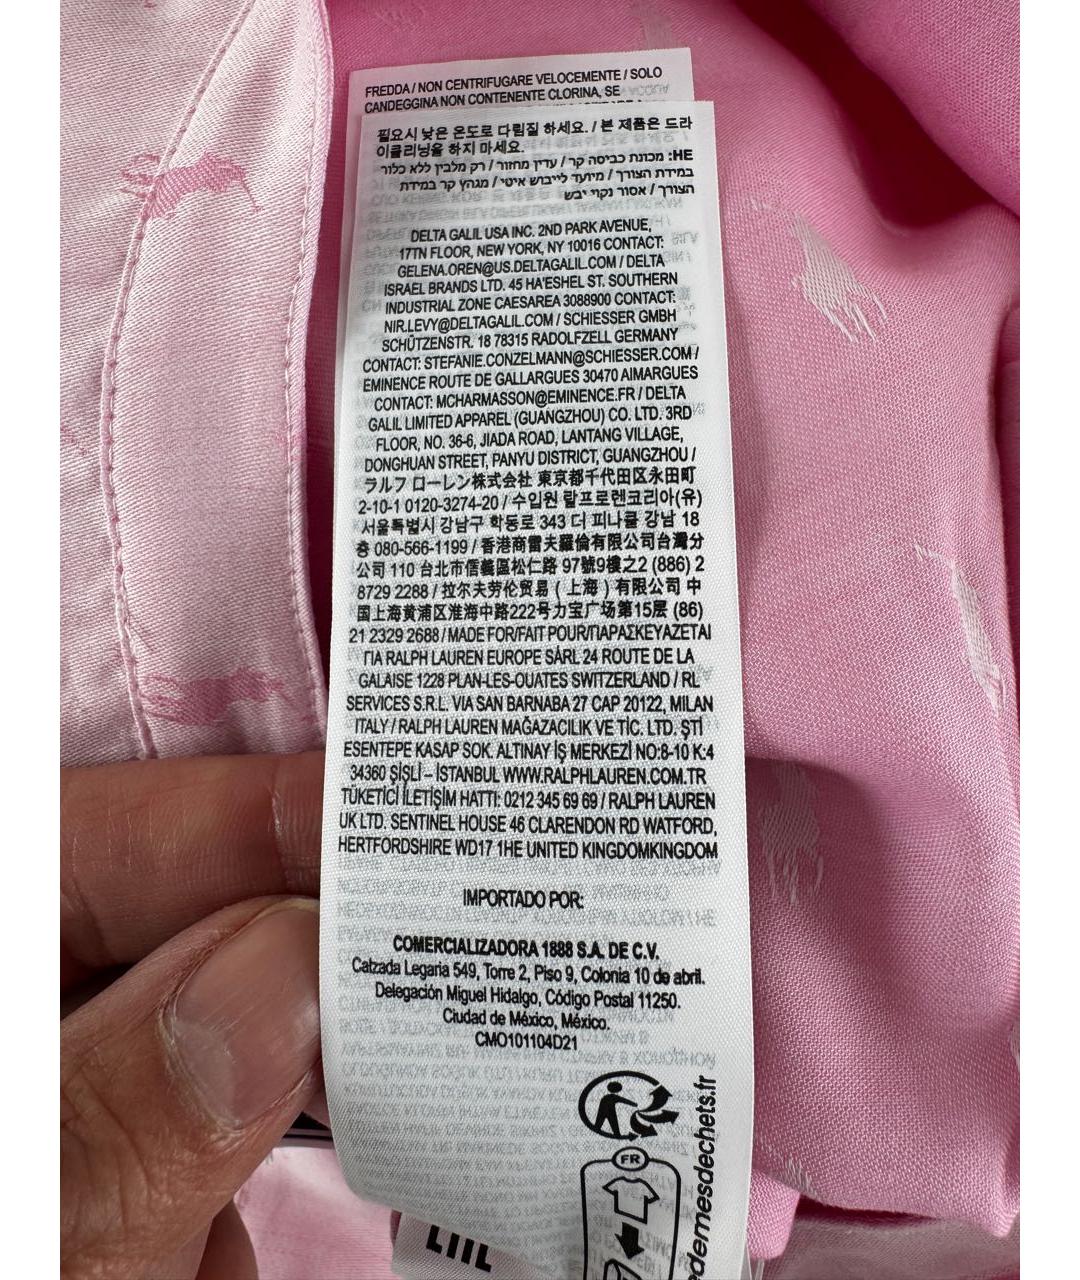 FREDDA / NON CENTRIFUGARE VELOCEMENTE / SOLO
CANDEGGINA NON CONTENENTE CLORINA, SE
필요시 낮은 온도로 다림질 하세요. / 본 제품은 드라
이클리닝을 하지 마세요.
HE: מכונת כביסה קר / עדין מחזור / רק מלבין ללא כלור
במידת הצורך / מיועד לייבוש איטי / מגהץ קר במידת
הצורך / אסור נקוי יבש
DELTA GALIL USA INC. 2ND PARK AVENUE,
17TN FLOOR, NEW YORK, NY 10016 CONTACT:
GELENA.OREN@US.DELTAGALIL.COM / DELTA
ISRAEL BRANDS LTD. 45 HA'ESHEL ST. SOUTHERN
INDUSTRIAL ZONE CAESAREA 3088900 CONTACT:
NIR.LEVY@DELTAGALIL.COM / SCHIESSER GMBH
SCHÜTZENSTR. 18 78315 RADOLFZELL GERMANY
CONTACT: STEFANIE.CONZELMANN@SCHIESSER.COM /
EMINENCE ROUTE DE GALLARGUES 30470 AIMARGUES
CONTACT: MCHARMASSON@EMINENCE.FR / DELTA
GALIL LIMITED APPAREL (GUANGZHOU) CO. LTD. 3RD
FLOOR, NO. 36-6, JIADA ROAD, LANTANG VILLAGE,
DONGHUAN STREET, PANYU DISTRICT, GUANGZHOU /
ラルフ ローレン株式会社 東京都千代田区永田町
2-10-1 0120-3274-20 / 수입원 랄프로렌코리아(유)
서울특별시 강남구 학동로 343 더 피나클 강남 18
층 080-566-1199 / 香港商雷夫羅倫有限公司台灣分
公司 110 台北市信義區松仁路 97號9樓之2 (886) 2
8729 2288 / 拉尔夫劳伦贸易 ( 上海 ) 有限公司 中
国上海黄浦区淮海中路222号力宝广场第15层 (86)
21 2329 2688 / MADE FOR/FAIT POUR/ΠΑΡΑΣΚΕΥΑΖΕΤΑΙ
ΓΙΑ RALPH LAUREN EUROPE SÀRL 24 ROUTE DE LA
GALAISE 1228 PLAN-LES-OUATES SWITZERLAND / RL
SERVICES S.R.L. VIA SAN BARNABA 27 CAP 20122, MILAN
ITALY / RALPH LAUREN MAĞAZACILIK VE TİC. LTD. ŞTİ
ESENTEPE KASAP SOK. ALTINAY İŞ MERKEZİ NO:8-10 K:4
34360 ŞİŞLİ – İSTANBUL WWW.RALPHLAUREN.COM.TR
TÜKETİCİ İLETİŞİM HATTI: 0212 345 69 69 / RALPH LAUREN
UK LTD. SENTINEL HOUSE 46 CLARENDON RD WATFORD,
HERTFORDSHIRE WD17 1HE UNITED KINGDOMKINGDOM
IMPORTADO POR:
COMERCIALIZADORA 1888 S.A. DE C.V.
Calzada Legaria 549, Torre 2, Piso 9, Colonia 10 de abril.
Delegación Miguel Hidalgo, Código Postal 11250.
Ciudad de México, México.
CMO101104D21
FR
edemesdechets.fr